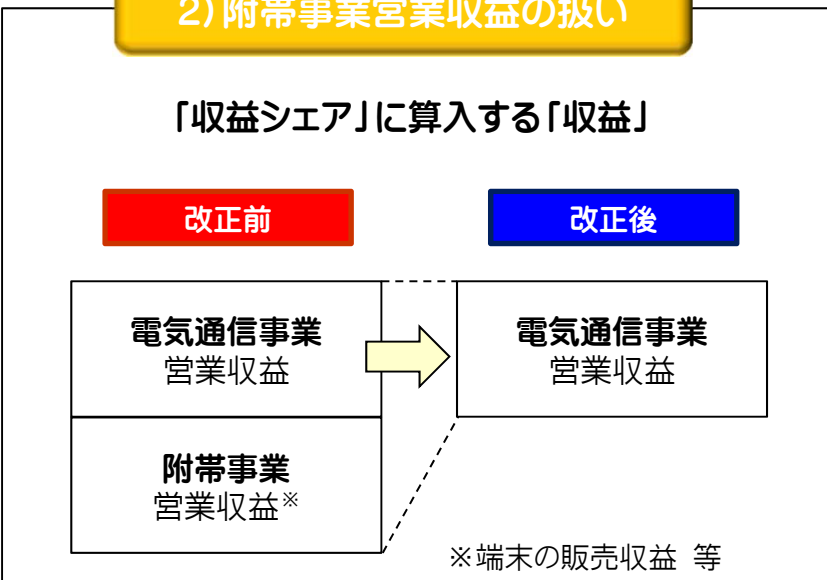 2)附帯事業営業収益の扱い
「収益シェア」に算入する「収益」
改正前
改正後
電気通信事業
営業収益
電気通信事業
営業収益
附帯事業
営業収益※
※端末の販売収益 等